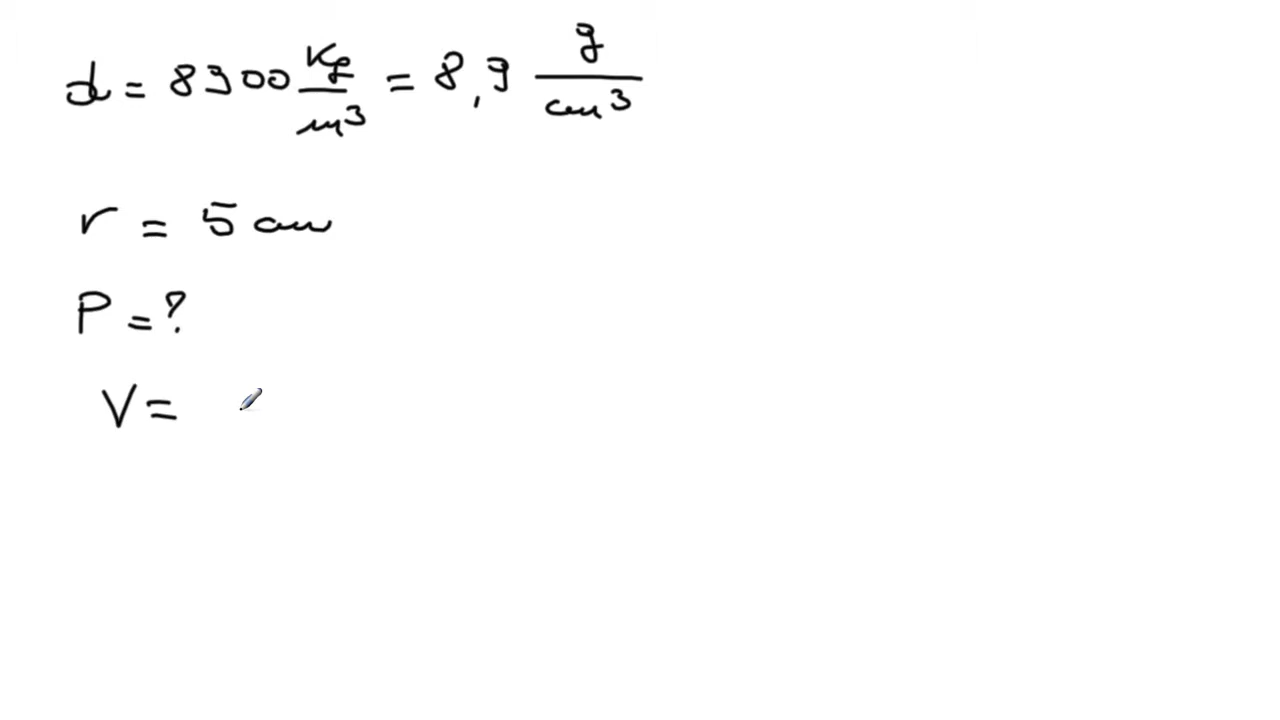 d = 8900 Kg/m³ = 8,9 g/cm³
r = 5 cm
P = ?
V =